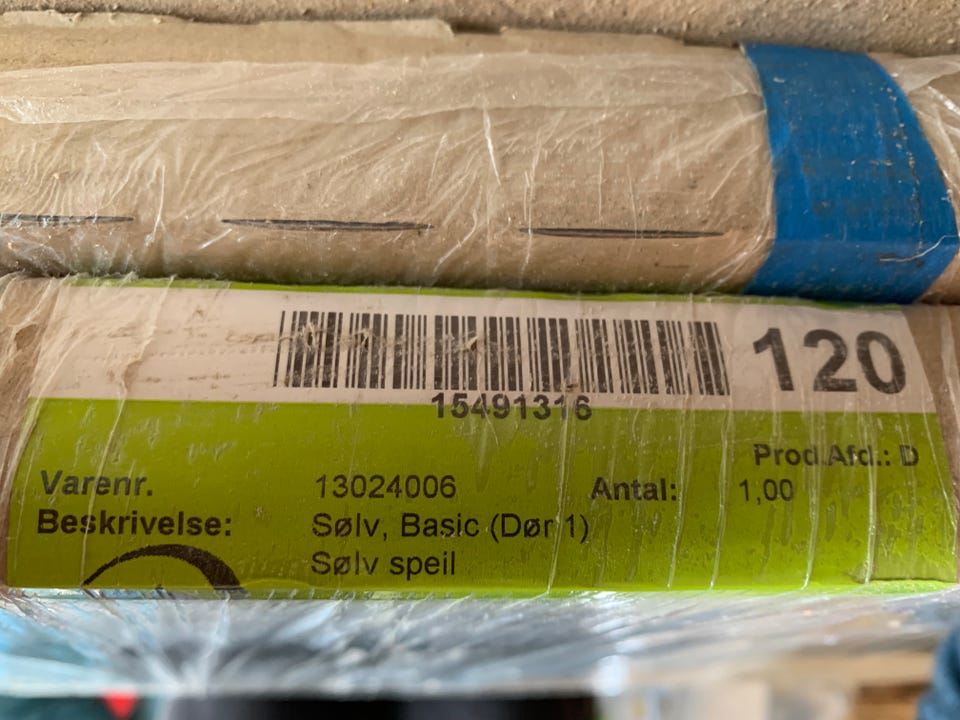 120
15491316
Prod.Afd.: D
Varenr. 13024006 Antal: 1,00
Beskrivelse: Sølv, Basic (Dør 1)
Sølv speil